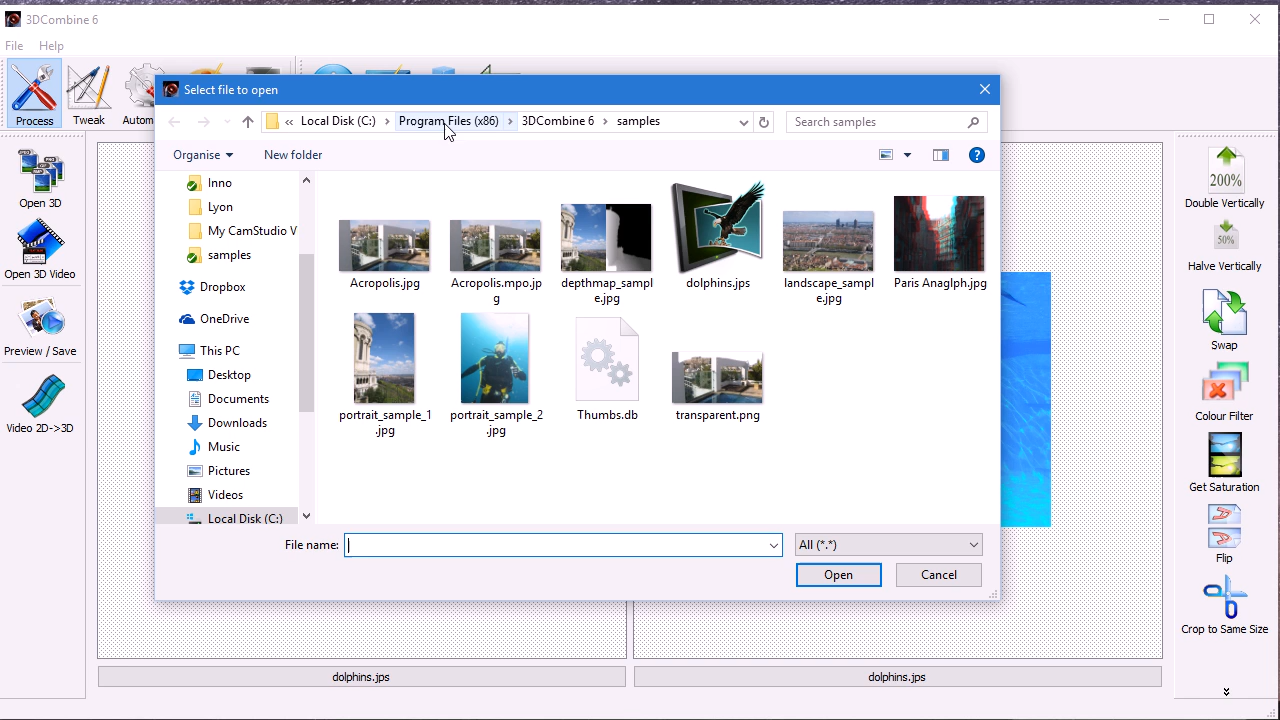 3DCombine 6
File Help
Process
Tweak
Autom
Select file to open
« Local Disk (C:) > Program Files (x86) > 3DCombine 6 > samples
Search samples
Organise
New folder
Inno
Lyon
My CamStudio V
samples
Dropbox
OneDrive
This PC
Desktop
Documents
Downloads
Music
Pictures
Videos
Local Disk (C:)
Acropolis.jpg
Acropolis.mpo.jp
g
depthmap_sampl
e.jpg
dolphins.jps
landscape_sampl
e.jpg
Paris Anaglph.jpg
portrait_sample_1
.jpg
portrait_sample_2
.jpg
Thumbs.db
transparent.png
File name:
All (*.*)
Open
Cancel
Open 3D
Open 3D Video
Preview / Save
Video 2D->3D
200%
Double Vertically
50%
Halve Vertically
Swap
Colour Filter
Get Saturation
Flip
Crop to Same Size
dolphins.jps
dolphins.jps